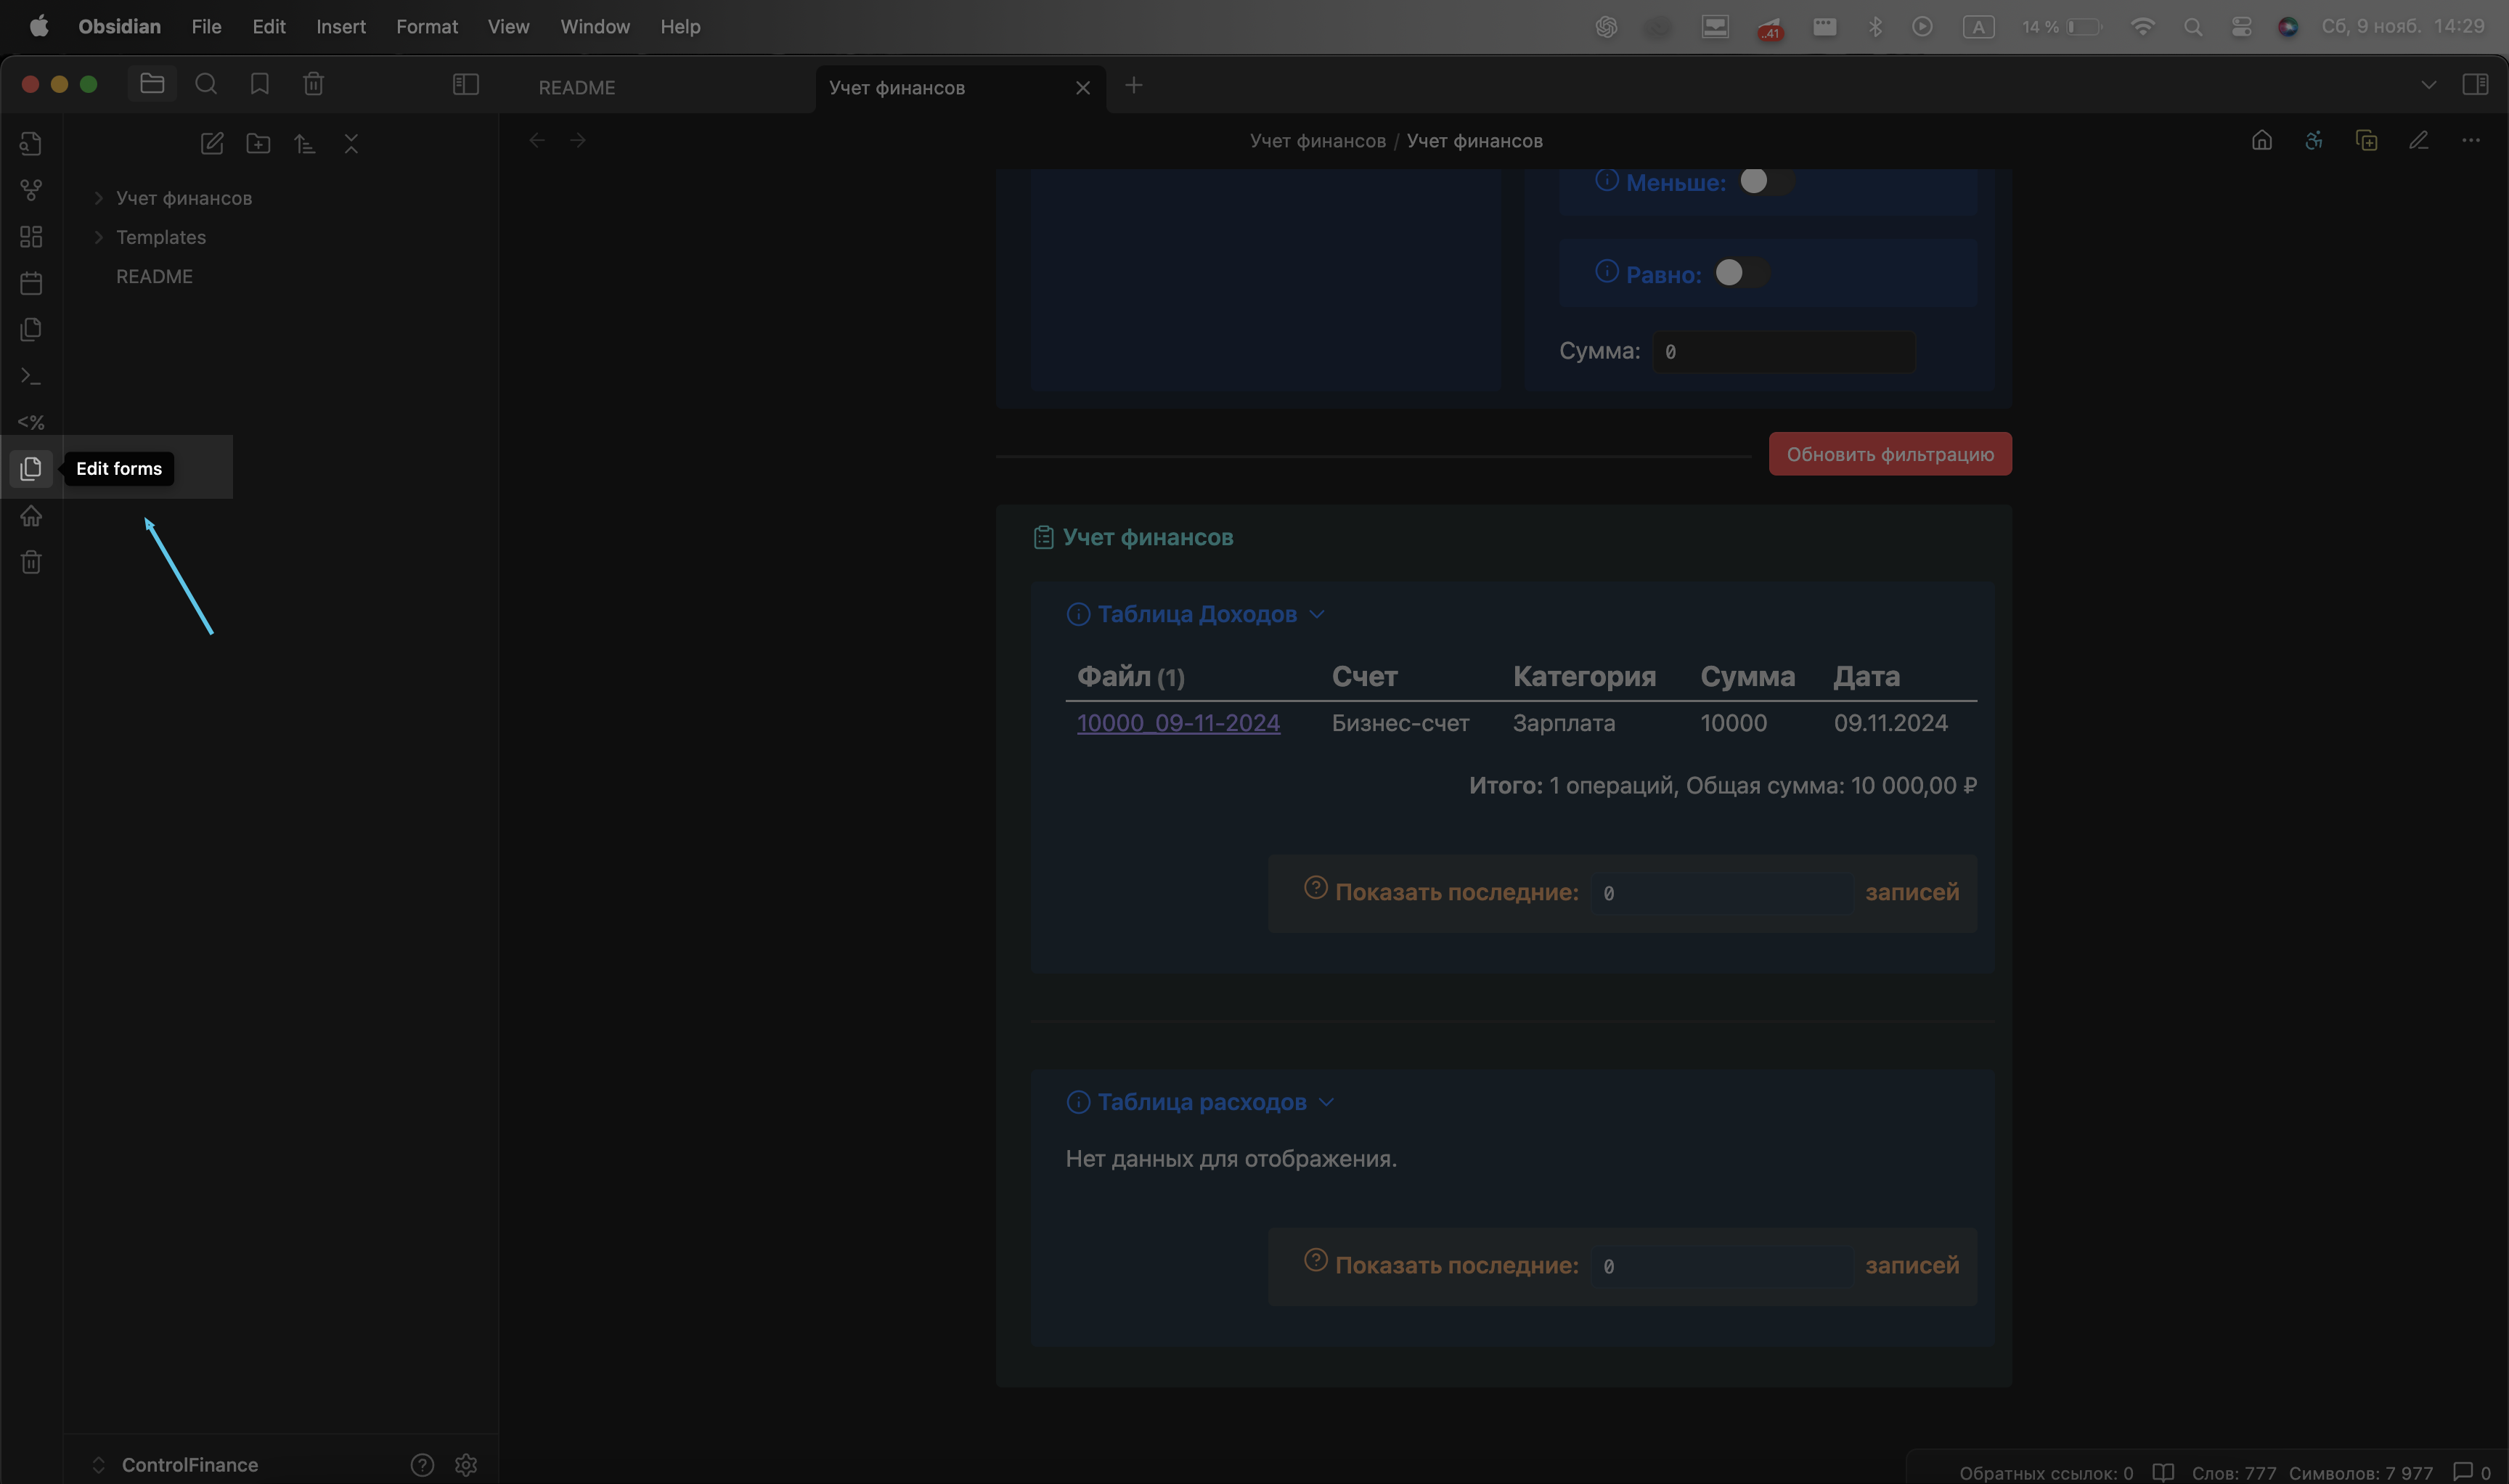 Obsidian File Edit Insert Format View Window Help
..41 A 14 % Сб, 9 нояб. 14:29
README
Учет финансов
Учет финансов / Учет финансов
Учет финансов
Templates
README
<%
Edit forms
Меньше:
Равно:
Сумма: 0
Обновить фильтрацию
Учет финансов
Таблица Доходов
Файл (1) Счет Категория Сумма Дата
10000_09-11-2024 Бизнес-счет Зарплата 10000 09.11.2024
Итого: 1 операций, Общая сумма: 10 000,00 ₽
Показать последние: 0 записей
Таблица расходов
Нет данных для отображения.
Показать последние: 0 записей
ControlFinance
Обратных ссылок: 0 Слов: 777 Символов: 7 977 0